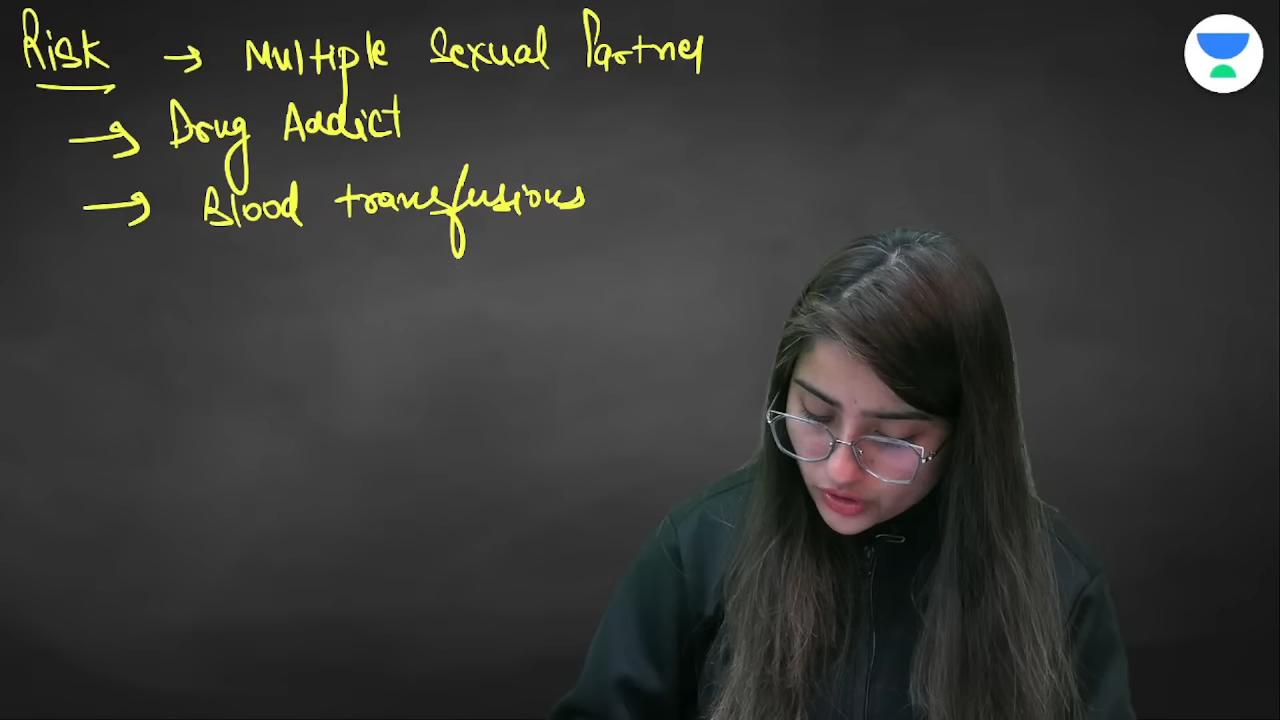 Risk → Multiple Sexual Partner
→ Drug Addict
→ Blood transfusions